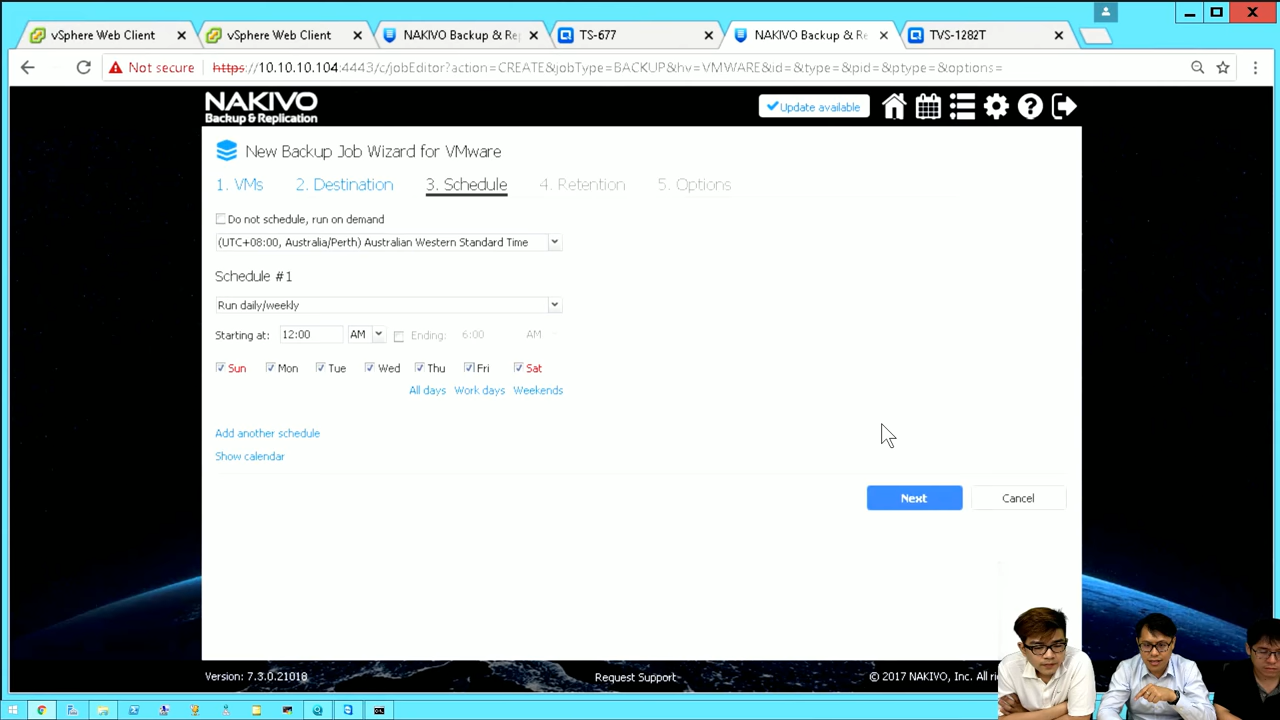 vSphere Web Client
vSphere Web Client
NAKIVO Backup & Re
TS-677
NAKIVO Backup & Re
TVS-1282T
Not secure https://10.10.10.104:4443/c/jobEditor?action=CREATE&jobType=BACKUP&hv=VMWARE&id=&type=&pid=&ptype=&options=
NAKIVO
Backup & Replication
Update available
New Backup Job Wizard for VMware
1. VMs 2. Destination 3. Schedule 4. Retention 5. Options
Do not schedule, run on demand
(UTC+08:00, Australia/Perth) Australian Western Standard Time
Schedule #1
Run daily/weekly
Starting at: 12:00 AM Ending: 6:00 AM
Sun Mon Tue Wed Thu Fri Sat
All days Work days Weekends
Add another schedule
Show calendar
Next Cancel
Version: 7.3.0.21018 Request Support © 2017 NAKIVO, Inc. All ri